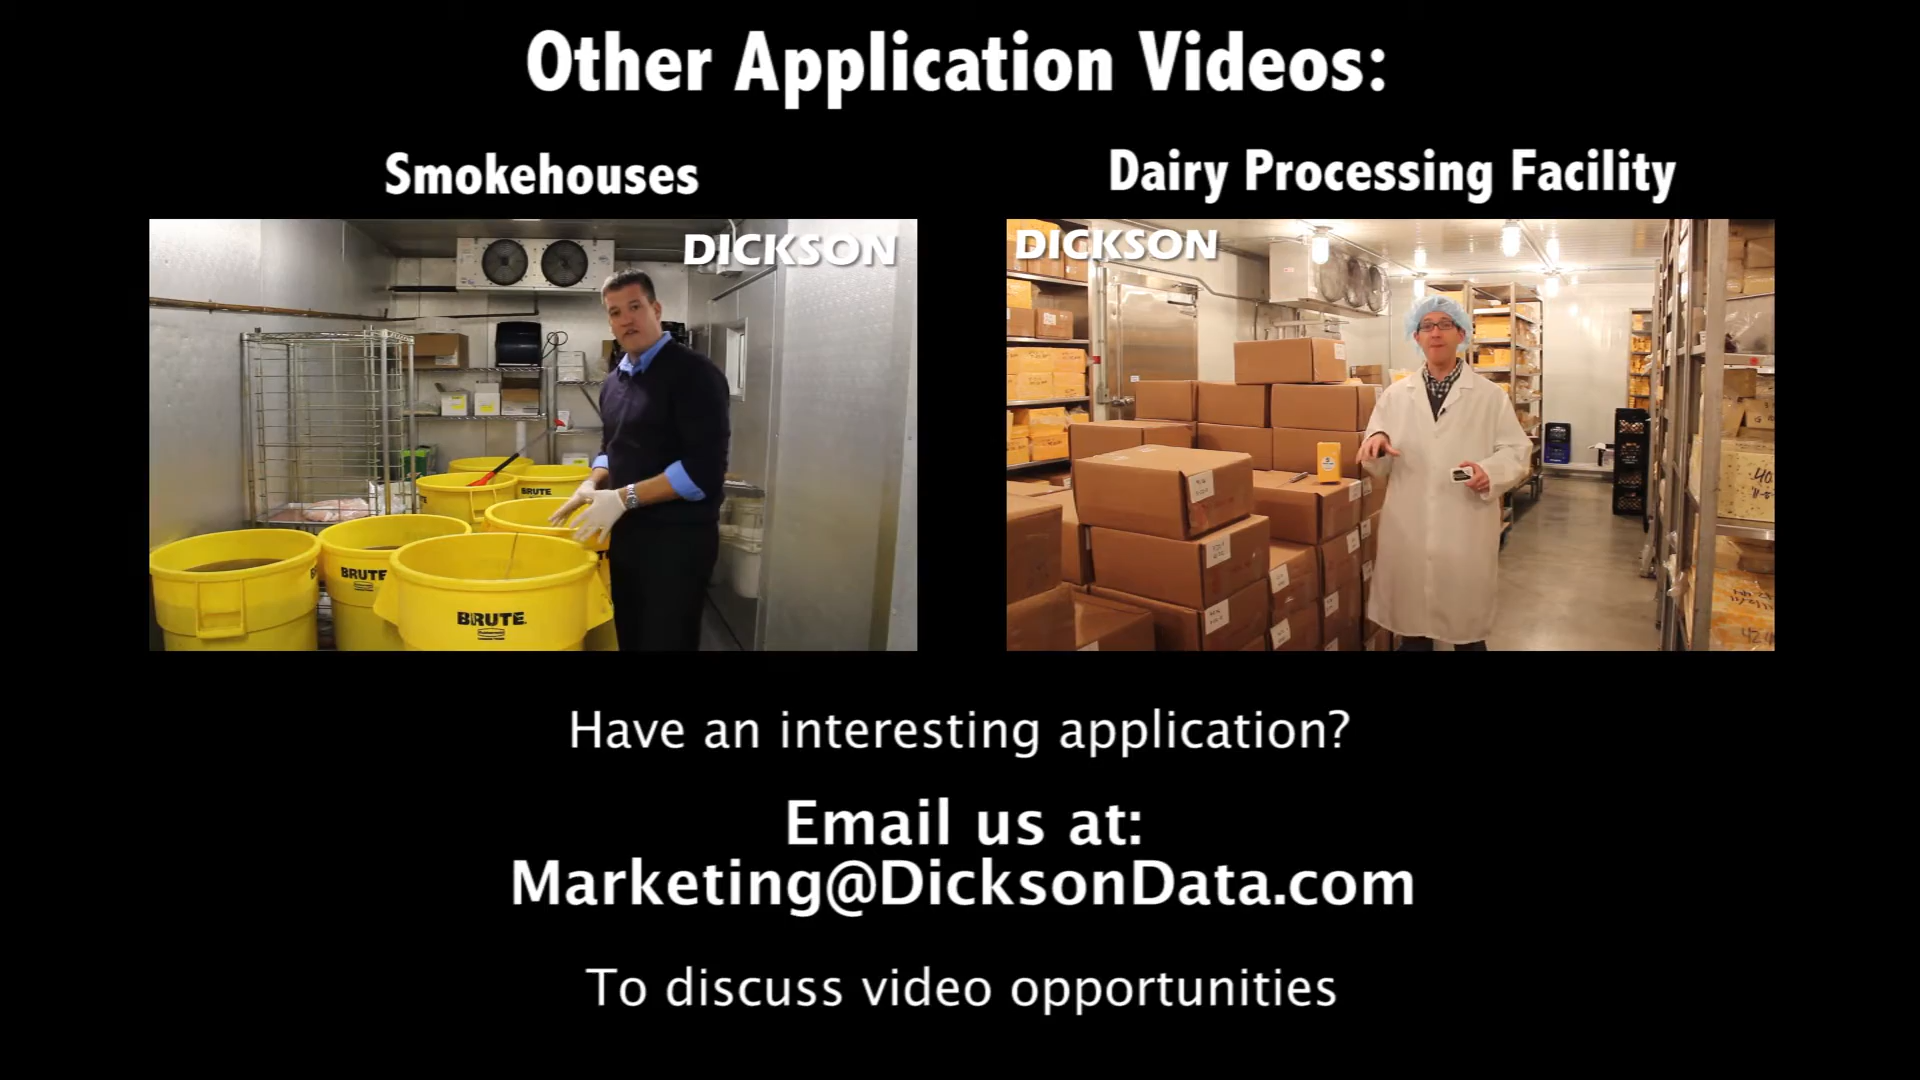 Other Application Videos:
Smokehouses
Dairy Processing Facility
DICKSON
DICKSON
BRUTE
BRUTE
BRUTE
Have an interesting application?
Email us at:
Marketing@DicksonData.com
To discuss video opportunities